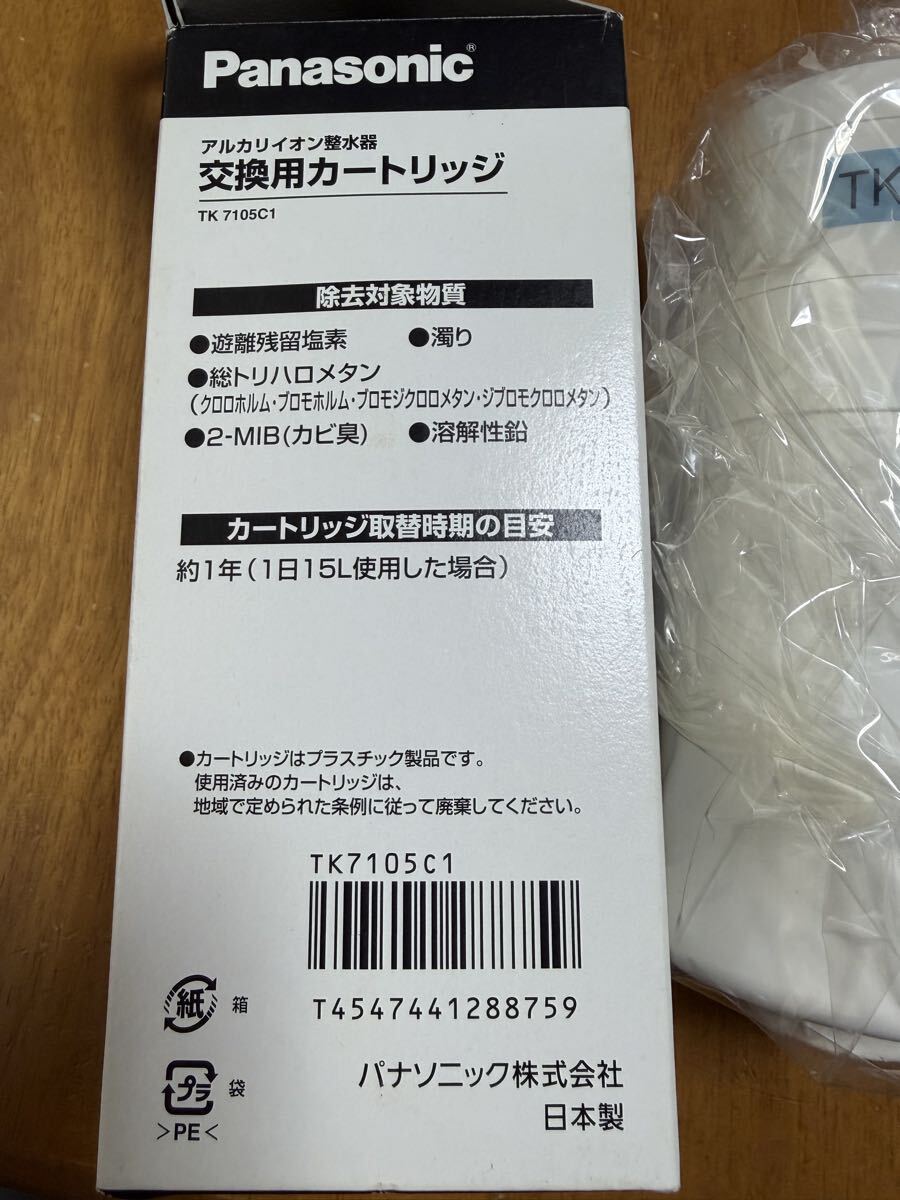 Panasonic®
アルカリイオン整水器
交換用カートリッジ
TK 7105C1
除去対象物質
●遊離残留塩素 ●濁り
●総トリハロメタン
(クロロホルム・ブロモホルム・ブロモジクロロメタン・ジブロモクロロメタン)
●2-MIB(カビ臭) ●溶解性鉛
カートリッジ取替時期の目安
約1年(1日15L使用した場合)
●カートリッジはプラスチック製品です。
使用済みのカートリッジは、
地域で定められた条例に従って廃棄してください。
TK7105C1
T4547441288759
紙 箱
プラ 袋
>PE<
パナソニック株式会社
日本製
TK